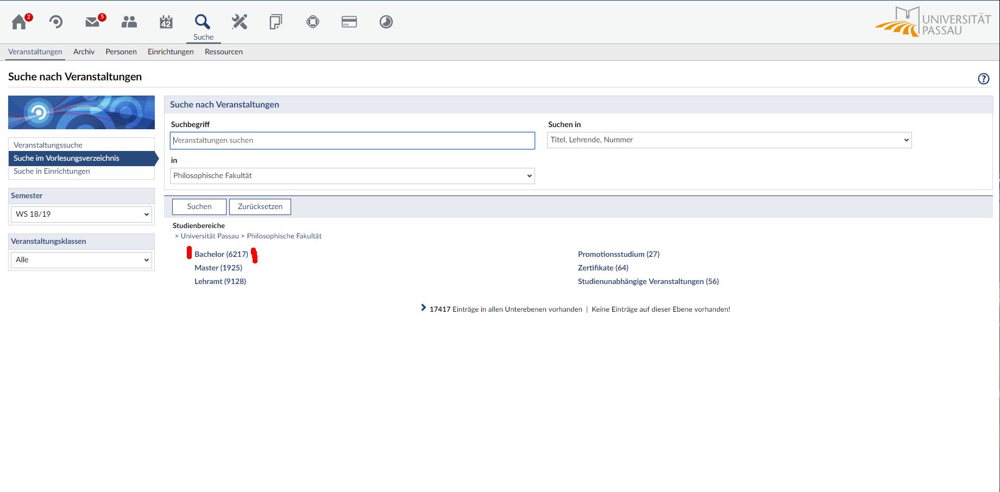 2
5
42
Suche
UNIVERSITÄT
PASSAU
Veranstaltungen Archiv Personen Einrichtungen Ressourcen
Suche nach Veranstaltungen
?
Veranstaltungssuche
Suche im Vorlesungsverzeichnis
Suche in Einrichtungen
Semester
WS 18/19
Veranstaltungsklassen
Alle
Suche nach Veranstaltungen
Suchbegriff
Veranstaltungen suchen
Suchen in
Titel, Lehrende, Nummer
in
Philosophische Fakultät
Suchen Zurücksetzen
Studienbereiche
> Universität Passau > Philosophische Fakultät
Bachelor (6217)
Master (1925)
Lehramt (9128)
Promotionsstudium (27)
Zertifikate (64)
Studienunabhängige Veranstaltungen (56)
17417 Einträge in allen Unterebenen vorhanden | Keine Einträge auf dieser Ebene vorhanden!